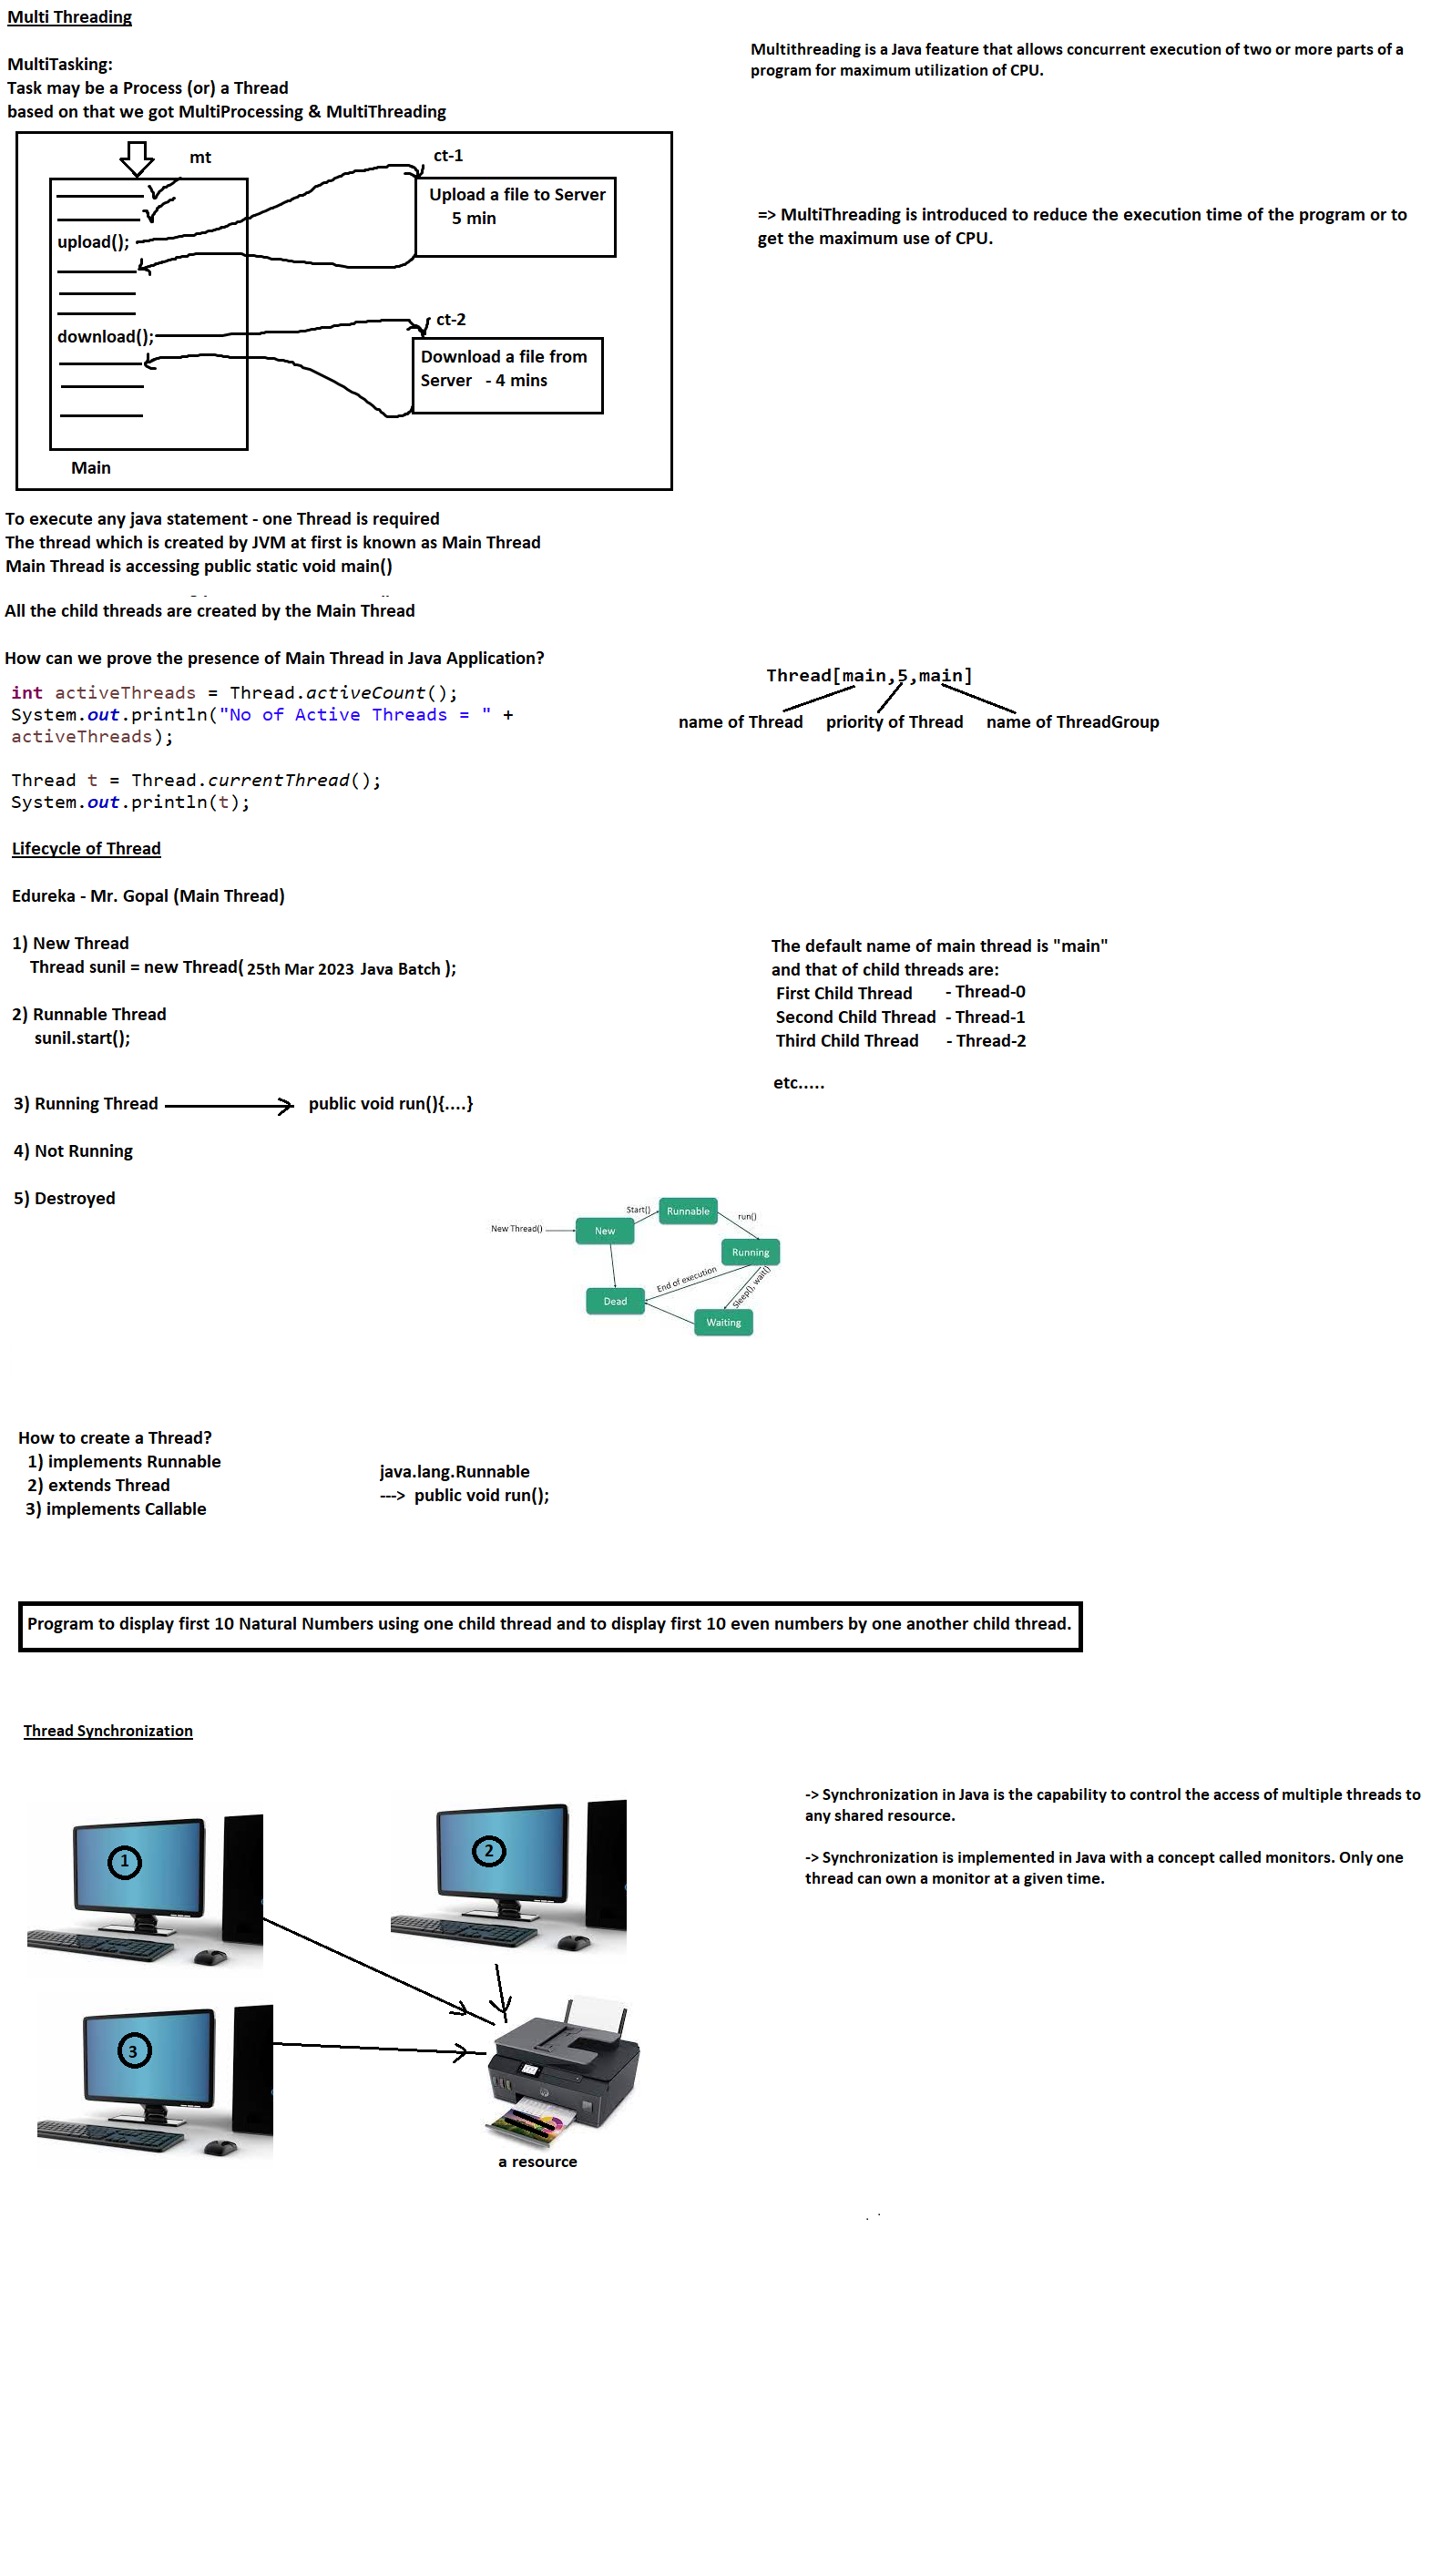 Multi Threading
MultiTasking:
Task may be a Process (or) a Thread
based on that we got MultiProcessing & MultiThreading
Multithreading is a Java feature that allows concurrent execution of two or more parts of a
program for maximum utilization of CPU.
mt
ct-1
Upload a file to Server
5 min
upload();
ct-2
download();
Download a file from
Server - 4 mins
Main
=> MultiThreading is introduced to reduce the execution time of the program or to
get the maximum use of CPU.
To execute any java statement - one Thread is required
The thread which is created by JVM at first is known as Main Thread
Main Thread is accessing public static void main()
All the child threads are created by the Main Thread
How can we prove the presence of Main Thread in Java Application?
int activeThreads = Thread.activeCount();
System.out.println("No of Active Threads = " +
activeThreads);
Thread t = Thread.currentThread();
System.out.println(t);
Thread[main,5,main]
name of Thread priority of Thread name of ThreadGroup
Lifecycle of Thread
Edureka - Mr. Gopal (Main Thread)
1) New Thread
Thread sunil = new Thread( 25th Mar 2023 Java Batch );
2) Runnable Thread
sunil.start();
3) Running Thread public void run(){....}
4) Not Running
5) Destroyed
The default name of main thread is "main"
and that of child threads are:
First Child Thread - Thread-0
Second Child Thread - Thread-1
Third Child Thread - Thread-2
etc.....
New Thread()
New
Start()
Runnable
run()
Running
End of execution
Sleep(), wait()
Dead
Waiting
How to create a Thread?
1) implements Runnable
2) extends Thread
3) implements Callable
java.lang.Runnable
---> public void run();
Program to display first 10 Natural Numbers using one child thread and to display first 10 even numbers by one another child thread.
Thread Synchronization
1
2
3
a resource
-> Synchronization in Java is the capability to control the access of multiple threads to
any shared resource.
-> Synchronization is implemented in Java with a concept called monitors. Only one
thread can own a monitor at a given time.